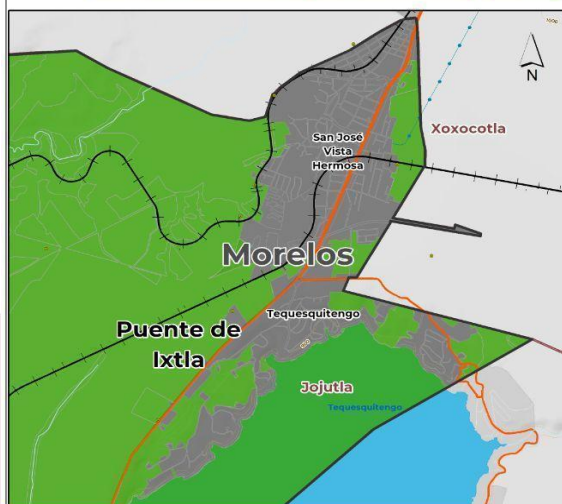 N
Xoxocotla
San José
Vista
Hermosa
Morelos
Tequesquitengo
Puente de
Ixtla
Jojutla
Tequesquitengo